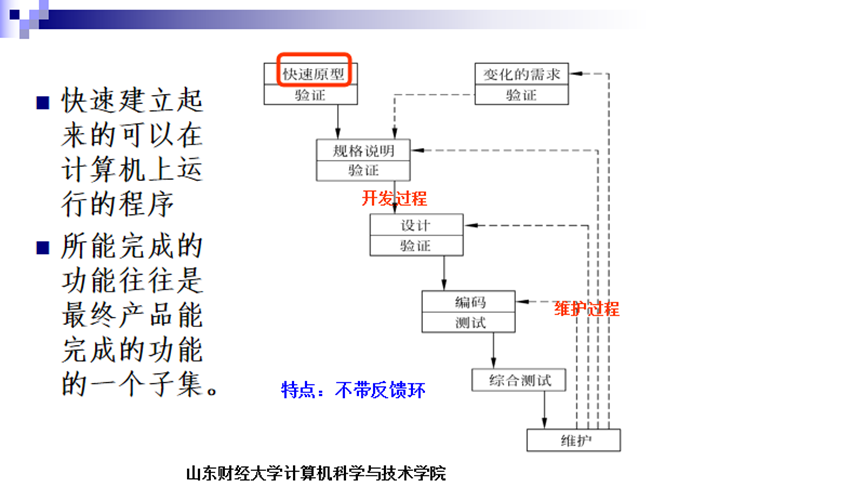 快速建立起
来的可以在
计算机上运
行的程序
所能完成的
功能往往是
最终产品能
完成的功能
的一个子集。
快速原型
验证
变化的需求
验证
规格说明
验证
开发过程
设计
验证
编码
测试
维护过程
综合测试
维护
特点：不带反馈环
山东财经大学计算机科学与技术学院